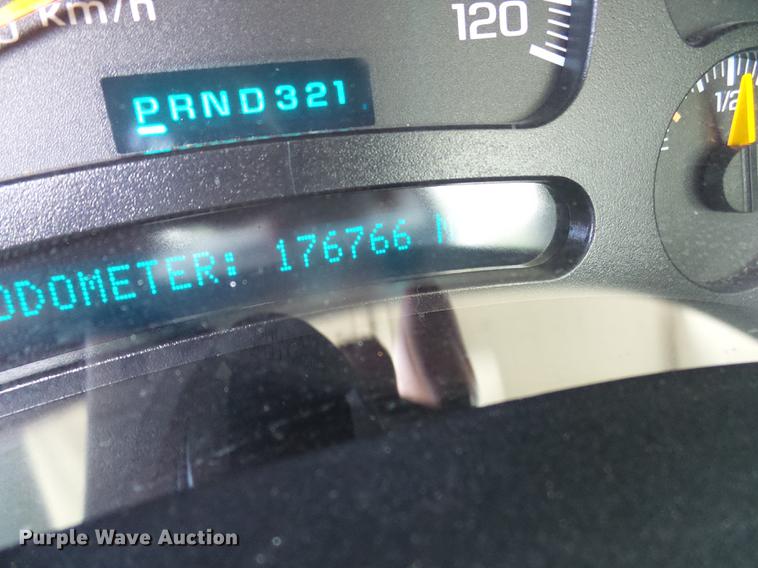 km/h
120
PRND321
1/2
ODOMETER: 176766
Purple Wave Auction